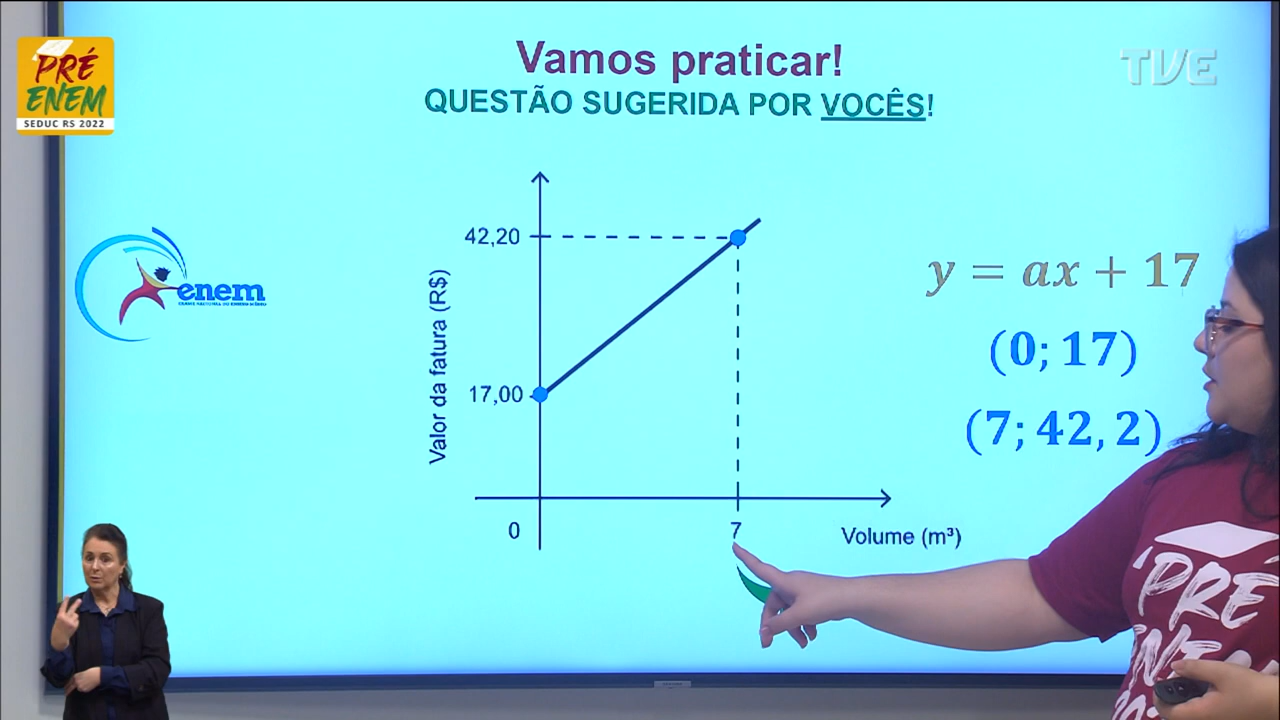 PRÉ
ENEM
SEDUC RS 2022
Vamos praticar!
QUESTÃO SUGERIDA POR VOCÊS!
TVE
enem
42,20
17,00
Valor da fatura (R$)
0
7
Volume (m³)
y = ax + 17
(0; 17)
(7; 42, 2)
PRÉ